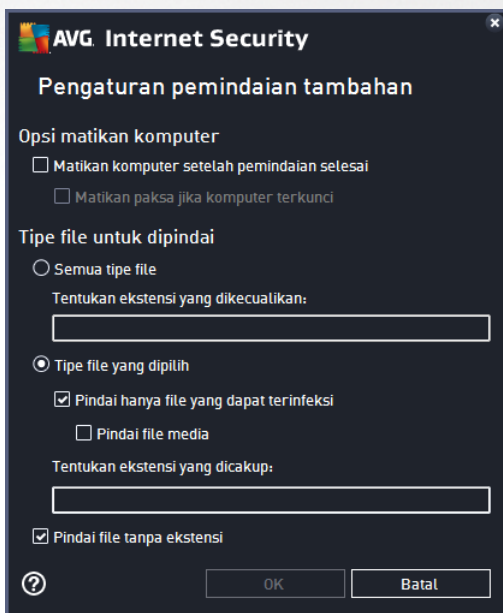 AVG Internet Security
Pengaturan pemindaian tambahan
Opsi matikan komputer
Matikan komputer setelah pemindaian selesai
Matikan paksa jika komputer terkunci
Tipe file untuk dipindai
Semua tipe file
Tentukan ekstensi yang dikecualikan:
Tipe file yang dipilih
Pindai hanya file yang dapat terinfeksi
Pindai file media
Tentukan ekstensi yang dicakup:
Pindai file tanpa ekstensi
? OK Batal